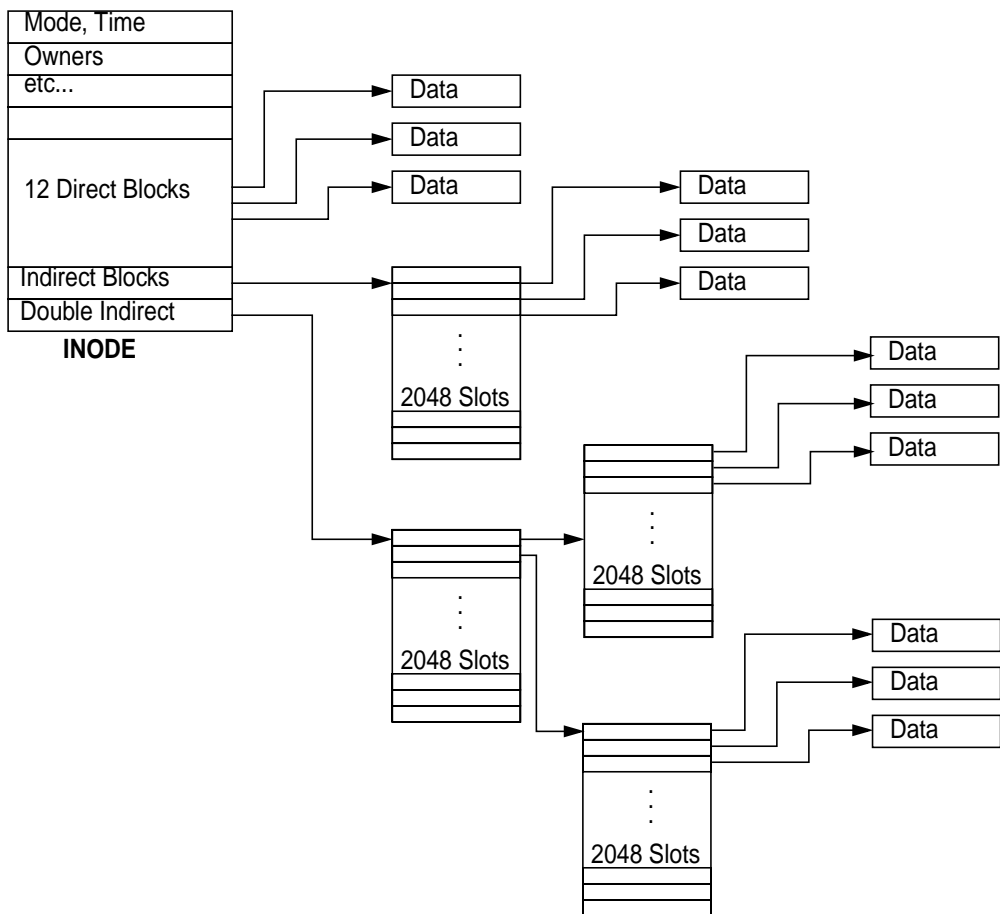 Mode, Time
Owners
etc...
12 Direct Blocks
Indirect Blocks
Double Indirect
INODE
Data
Data
Data
Data
Data
Data
2048 Slots
Data
Data
Data
2048 Slots
2048 Slots
Data
Data
Data
2048 Slots